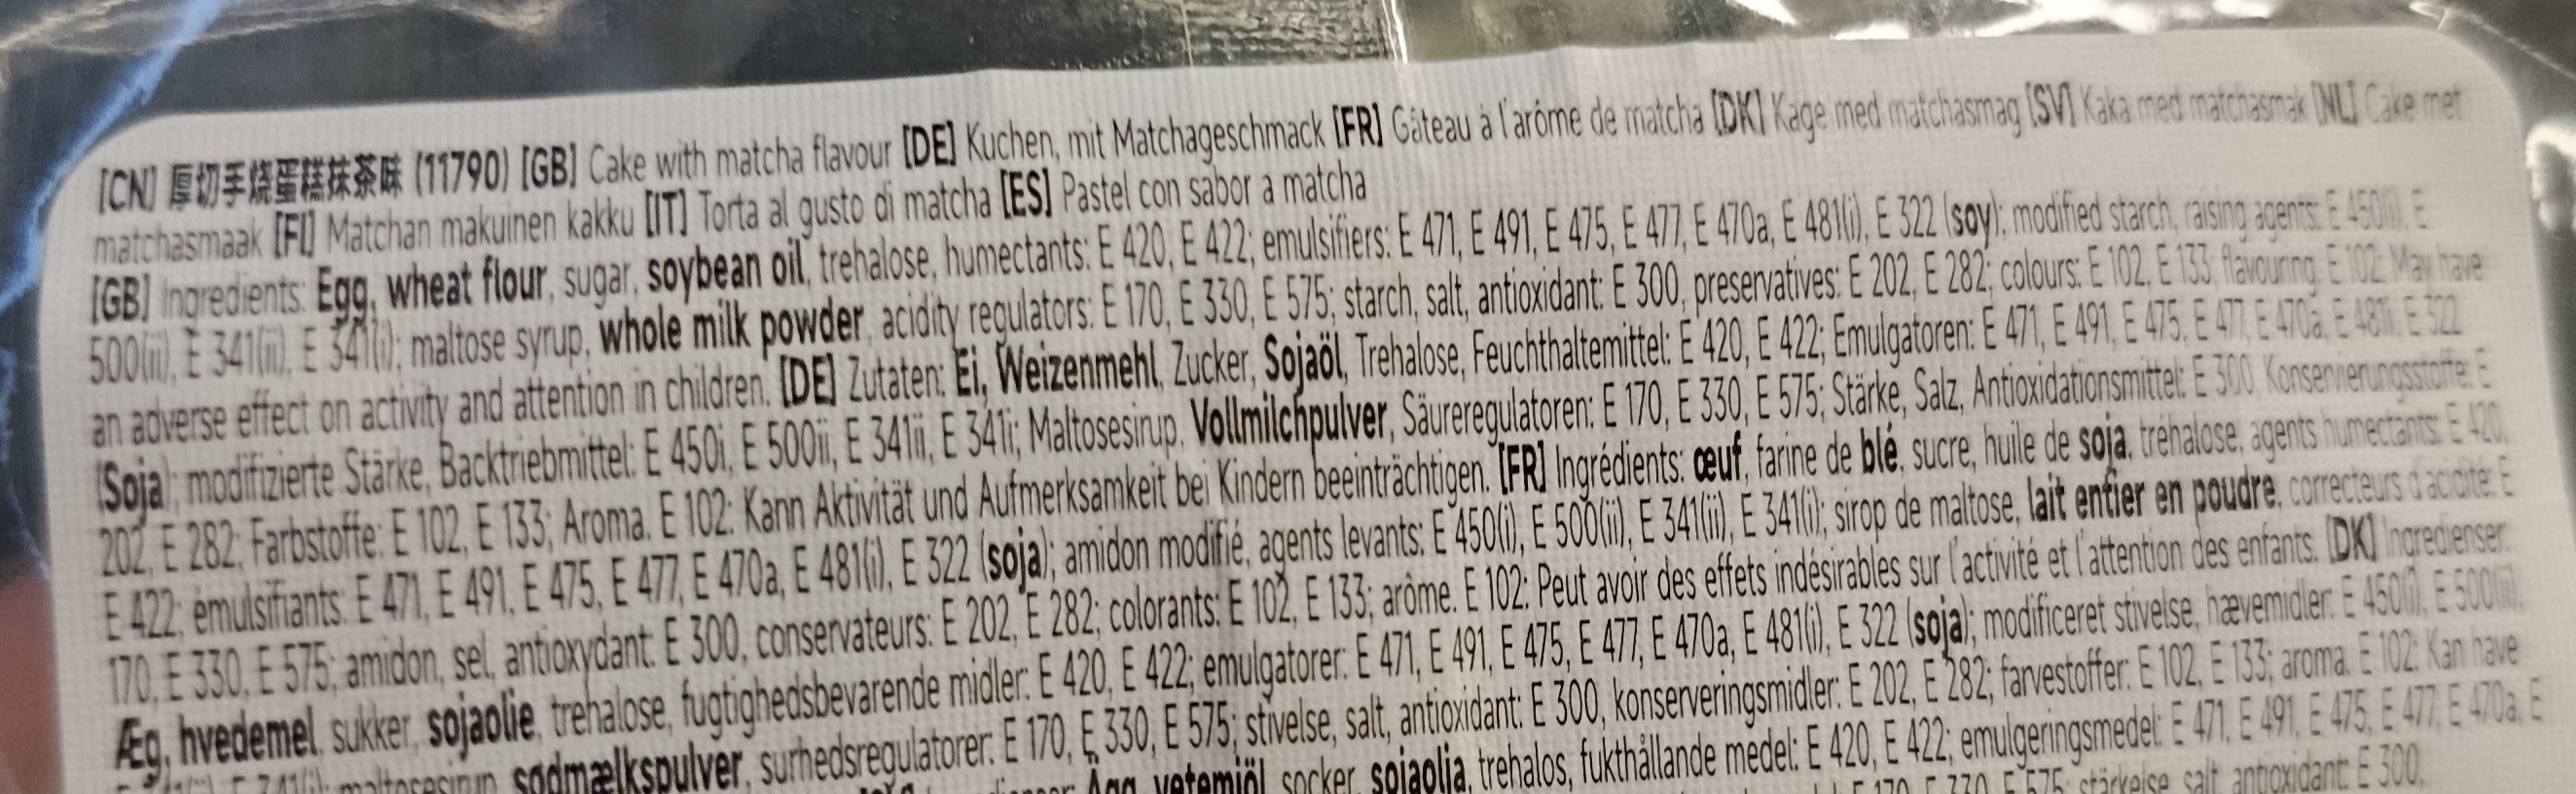 [CN] 厚切手烧蛋糕抹茶味 (11790) [GB] Cake with matcha flavour [DE] Kuchen, mit Matchageschmack [FR] Gâteau à l'arôme de matcha [DK] Kage med matchasmag [SV] Kaka med matchasmak [NL] Cake met
matchasmaak [FI] Matchan makuinen kakku [IT] Torta al gusto di matcha [ES] Pastel con sabor a matcha
[GB] Ingredients: Egg, wheat flour, sugar, soybean oil, trehalose, humectants: E 420, E 422; emulsifiers: E 471, E 491, E 475, E 477, E 470a, E 481(i), E 322 (soy); modified starch, raising agents: E 450(i), E
500(ii), E 341(ii), E 341(i); maltose syrup, whole milk powder, acidity regulators: E 170, E 330, E 575; starch, salt, antioxidant: E 300, preservatives: E 202, E 282; colours: E 102, E 133; flavouring. E 102: May have
an adverse effect on activity and attention in children. [DE] Zutaten: Ei, Weizenmehl, Zucker, Sojaöl, Trehalose, Feuchthaltemittel: E 420, E 422; Emulgatoren: E 471, E 491, E 475, E 477, E 470a, E 481i, E 322
(Soja); modifizierte Stärke, Backtriebmittel: E 450i, E 500ii, E 341ii, E 341i; Maltosesirup, Vollmilchpulver, Säureregulatoren: E 170, E 330, E 575; Stärke, Salz, Antioxidationsmittel: E 300, Konservierungsstoffe: E
202, E 282; Farbstoffe: E 102, E 133; Aroma. E 102: Kann Aktivität und Aufmerksamkeit bei Kindern beeinträchtigen. [FR] Ingrédients: œuf, farine de blé, sucre, huile de soja, tréhalose, agents humectants: E 420,
E 422; émulsifiants: E 471, E 491, E 475, E 477, E 470a, E 481(i), E 322 (soja); amidon modifié, agents levants: E 450(i), E 500(ii), E 341(ii), E 341(i); sirop de maltose, lait entier en poudre, correcteurs d'acidité: E
170, E 330, E 575; amidon, sel, antioxydant: E 300, conservateurs: E 202, E 282; colorants: E 102, E 133; arôme. E 102: Peut avoir des effets indésirables sur l'activité et l'attention des enfants. [DK] Ingredienser:
Æg, hvedemel, sukker, sojaolie, trehalose, fugtighedsbevarende midler: E 420, E 422; emulgatorer: E 471, E 491, E 475, E 477, E 470a, E 481(i), E 322 (soja); modificeret stivelse, hævemidler: E 450(i), E 500(ii),
E 341(i); maltosesirup, sødmælkspulver, surhedsregulatorer: E 170, E 330, E 575; stivelse, salt, antioxidant: E 300, konserveringsmidler: E 202, E 282; farvestoffer: E 102, E 133; aroma. E 102: Kan have
Ägg, vetemjöl, socker, sojaolja, trehalos, fukthållande medel: E 420, E 422; emulgeringsmedel: E 471, E 491, E 475, E 477, E 470a, E
E 170, E 330, E 575; stärkelse, salt, antioxidant: E 300,